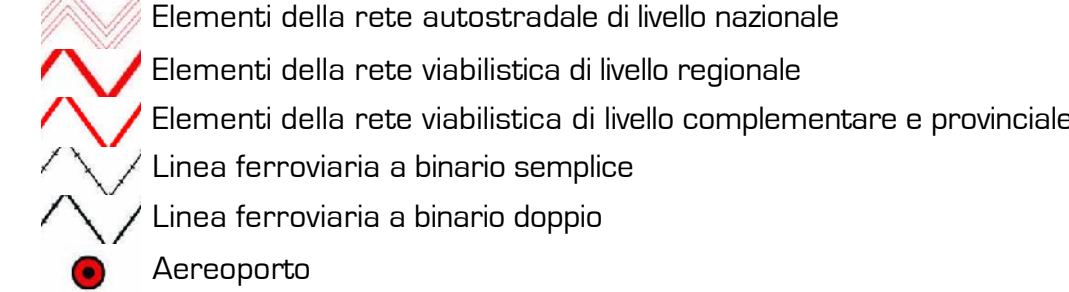 Elementi della rete autostradale di livello nazionale
Elementi della rete viabilistica di livello regionale
Elementi della rete viabilistica di livello complementare e provinciale
Linea ferroviaria a binario semplice
Linea ferroviaria a binario doppio
Aereoporto